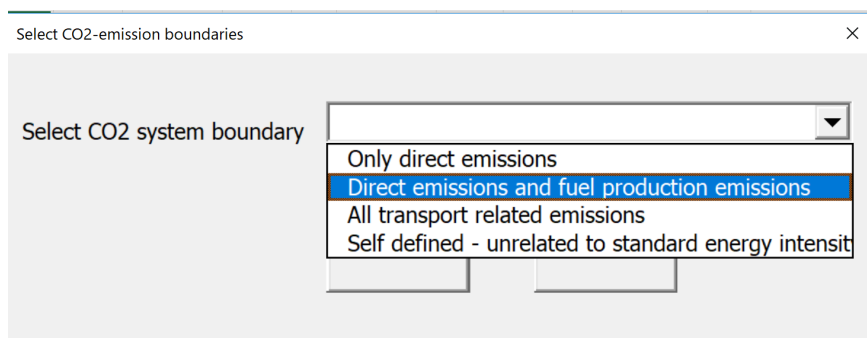 Select CO2-emission boundaries
Select CO2 system boundary
Only direct emissions
Direct emissions and fuel production emissions
All transport related emissions
Self defined - unrelated to standard energy intensit